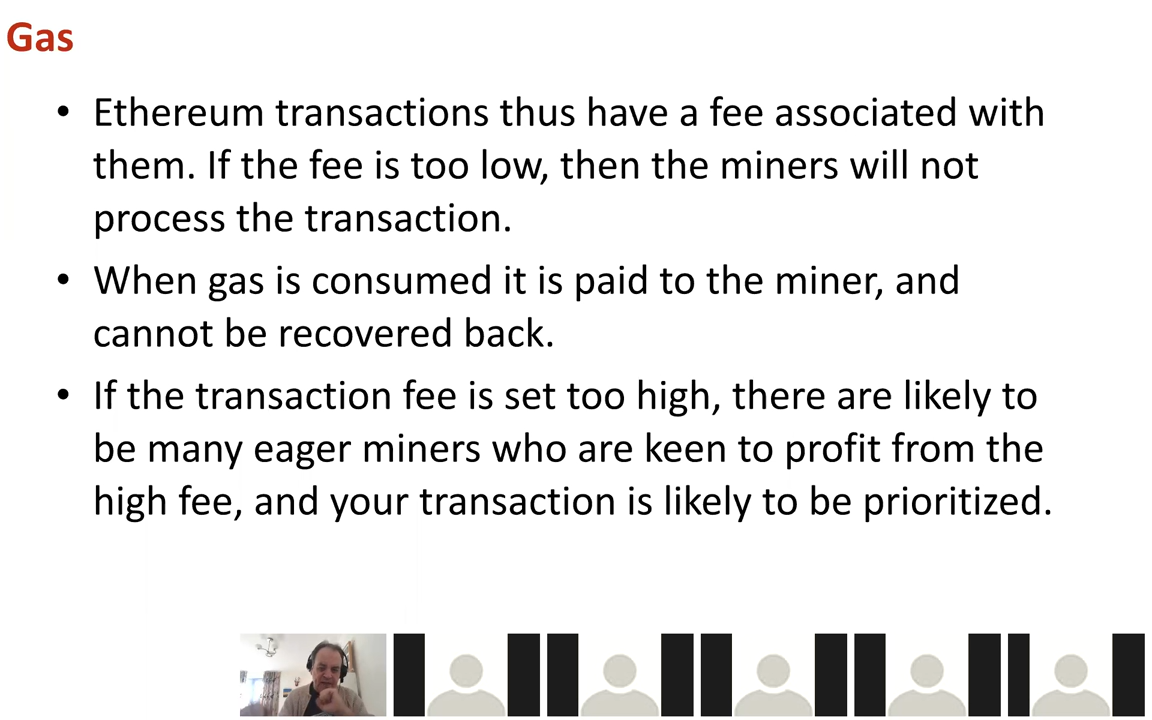 Gas
• Ethereum transactions thus have a fee associated with
them. If the fee is too low, then the miners will not
process the transaction.
• When gas is consumed it is paid to the miner, and
cannot be recovered back.
• If the transaction fee is set too high, there are likely to
be many eager miners who are keen to profit from the
high fee, and your transaction is likely to be prioritized.